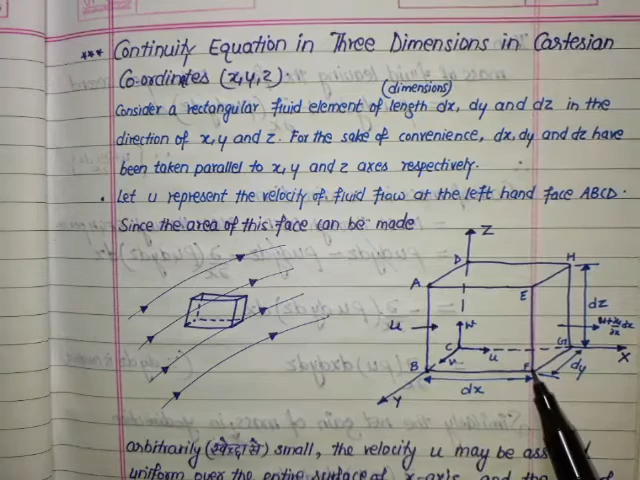 *** Continuity Equation in Three Dimensions in Cartesian
Co-ordinates (x, y, z).
(dimensions)
Consider a rectangular fluid element of length dx, dy and dz in the
direction of x, y and z. For the sake of convenience, dx, dy and dz have
been taken parallel to x, y and z axes respectively.
• Let u represent the velocity of fluid flow at the left hand face ABCD.
Since the area of this face can be made
Z
D H
A E
dz
u W u+∂u/∂x dx
C u G X
V
B F dy
dx
Y
arbitrarily (स्वेच्छा से) small, the velocity u may be
uniform over the entire surface of x-axis and the